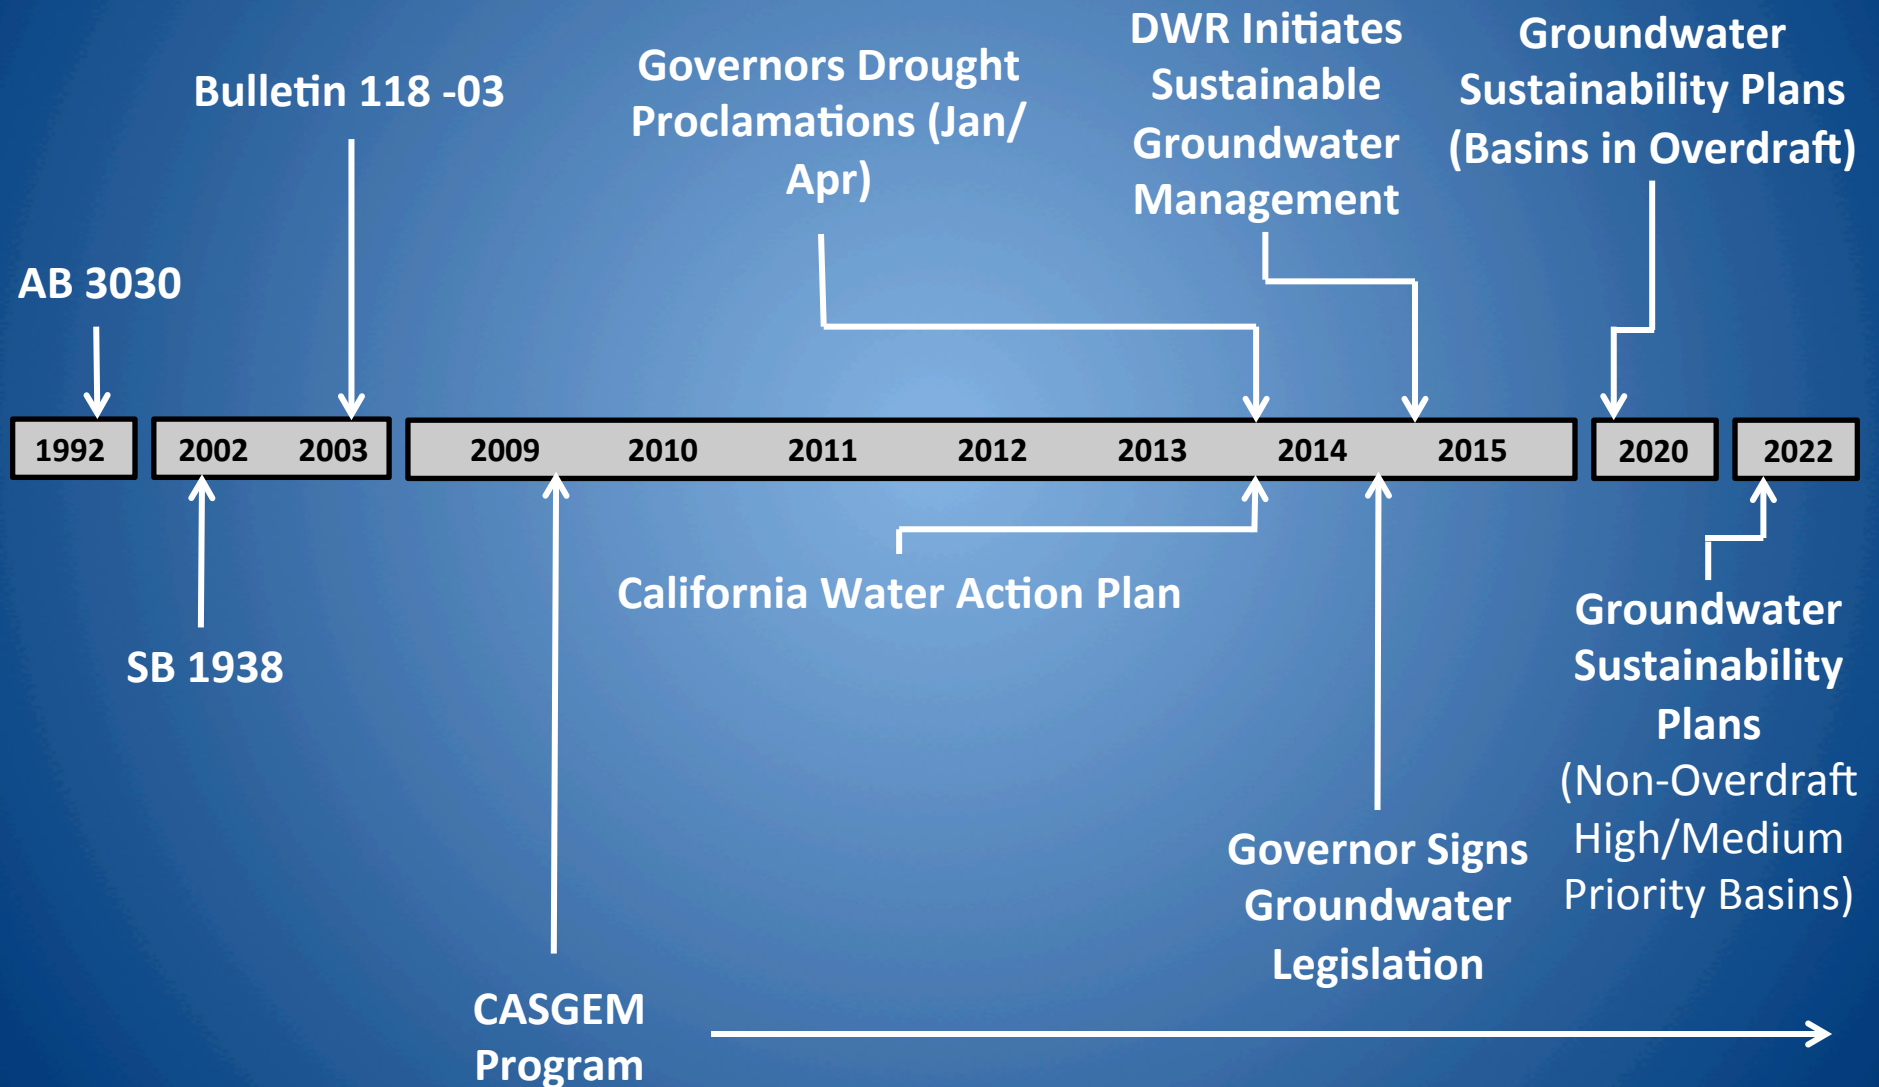 Bulletin 118 -03
Governors Drought
Proclamations (Jan/
Apr)
DWR Initiates
Sustainable
Groundwater
Management
Groundwater
Sustainability Plans
(Basins in Overdraft)
AB 3030
1992
2002
2003
2009
2010
2011
2012
2013
2014
2015
2020
2022
SB 1938
California Water Action Plan
CASGEM
Program
Governor Signs
Groundwater
Legislation
Groundwater
Sustainability
Plans
(Non-Overdraft
High/Medium
Priority Basins)